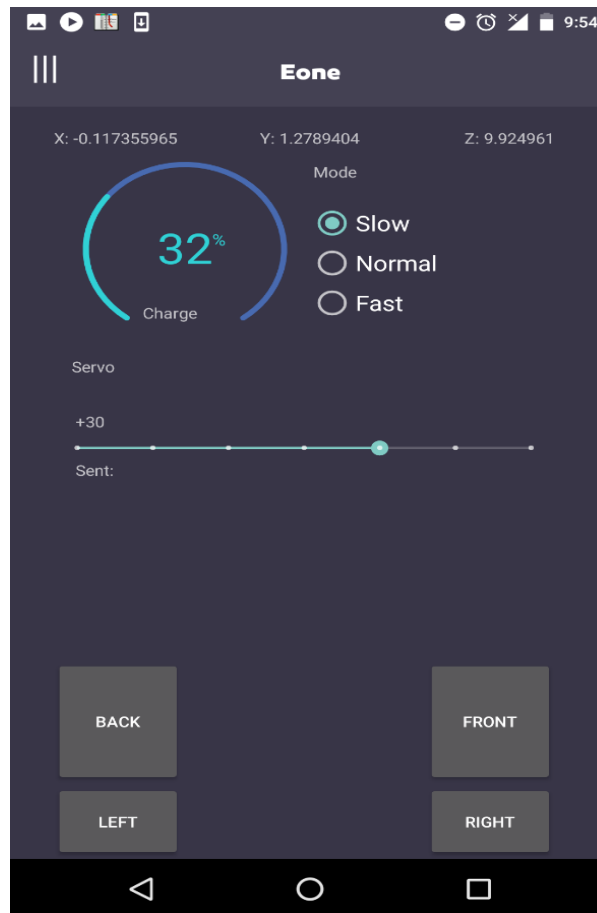 9:54
Eone
X: -0.117355965 Y: 1.2789404 Z: 9.924961
Mode
32%
Charge
Slow
Normal
Fast
Servo
+30
Sent:
BACK FRONT
LEFT RIGHT